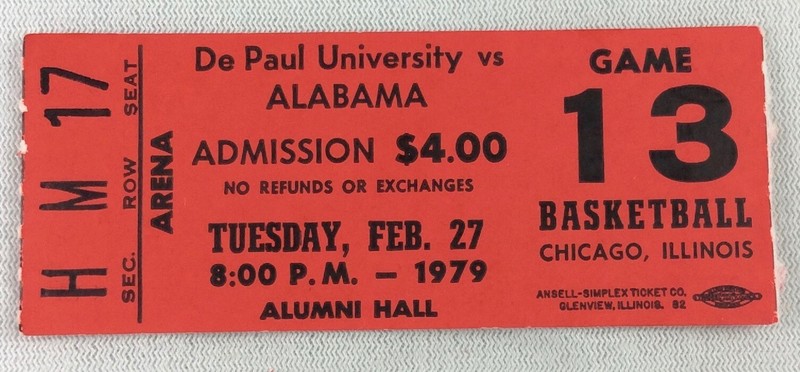 H M 17
SEC. ROW SEAT
ARENA
De Paul University vs
ALABAMA
ADMISSION $4.00
NO REFUNDS OR EXCHANGES
TUESDAY, FEB. 27
8:00 P.M. — 1979
ALUMNI HALL
GAME
13
BASKETBALL
CHICAGO, ILLINOIS
ANSELL-SIMPLEX TICKET CO.
GLENVIEW, ILLINOIS. 82